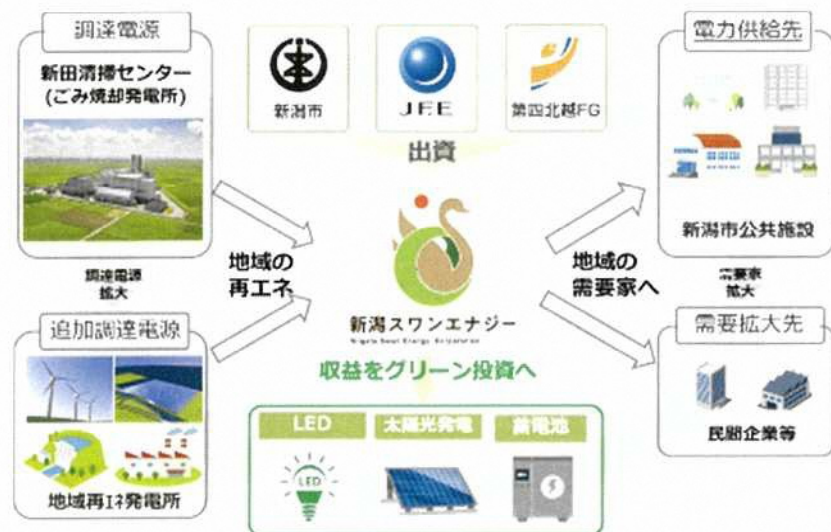 調達電源
新田清掃センター
(ごみ焼却発電所)
調達電源
拡大
追加調達電源
地域再エネ発電所
新潟市
JFE
第四北越FG
出資
地域の
再エネ
新潟スワンエナジー
Niigata Swan Energy Corporation
収益をグリーン投資へ
LED
太陽光発電
蓄電池
LED
地域の
需要家へ
電力供給先
新潟市公共施設
需要家
拡大
需要拡大先
民間企業等